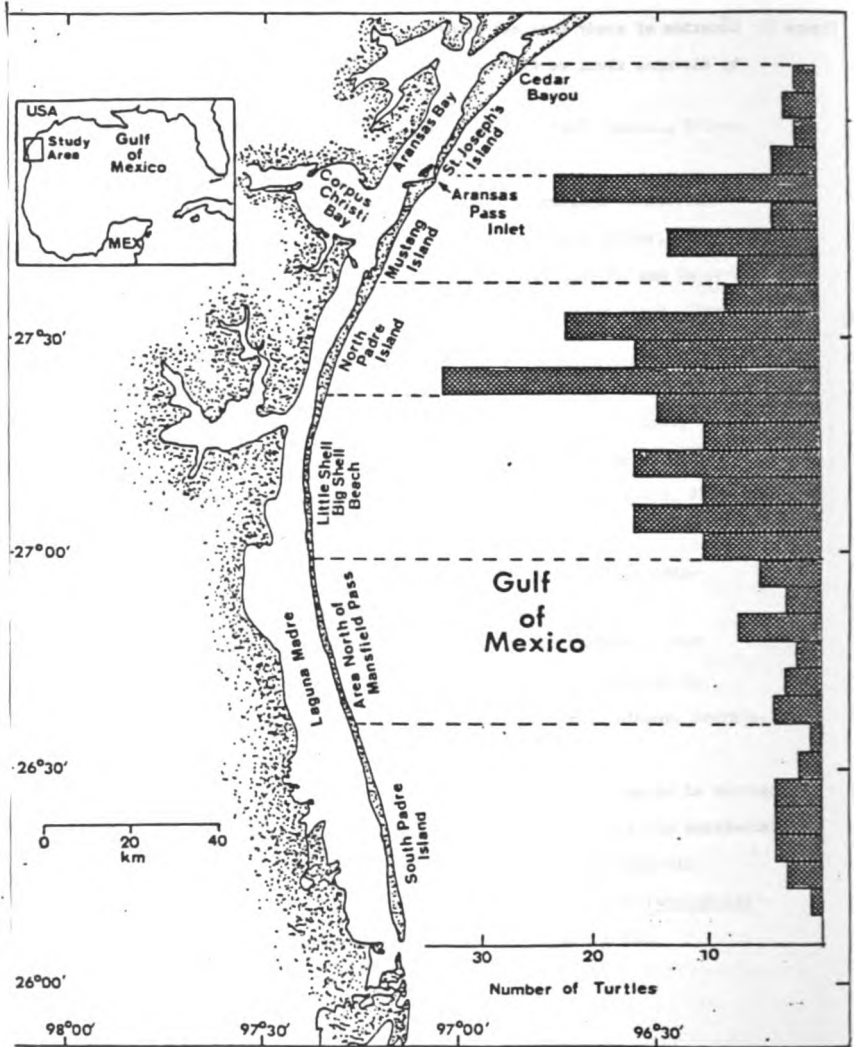 USA
Study
Area
Gulf
of
Mexico
MEX
Cedar
Bayou
Aransas Bay
St. Joseph's
Island
Corpus
Christi
Bay
Aransas
Pass
Inlet
Mustang
Island
27°30'
North
Padre
Island
Little Shell
Big Shell
Beach
27°00'
Gulf
of
Mexico
Laguna Madre
Area North of
Mansfield Pass
26°30'
0 20 40
km
South Padre
Island
30 20 10
26°00'
Number of Turtles
98°00' 97°30' 97°00' 96°30'